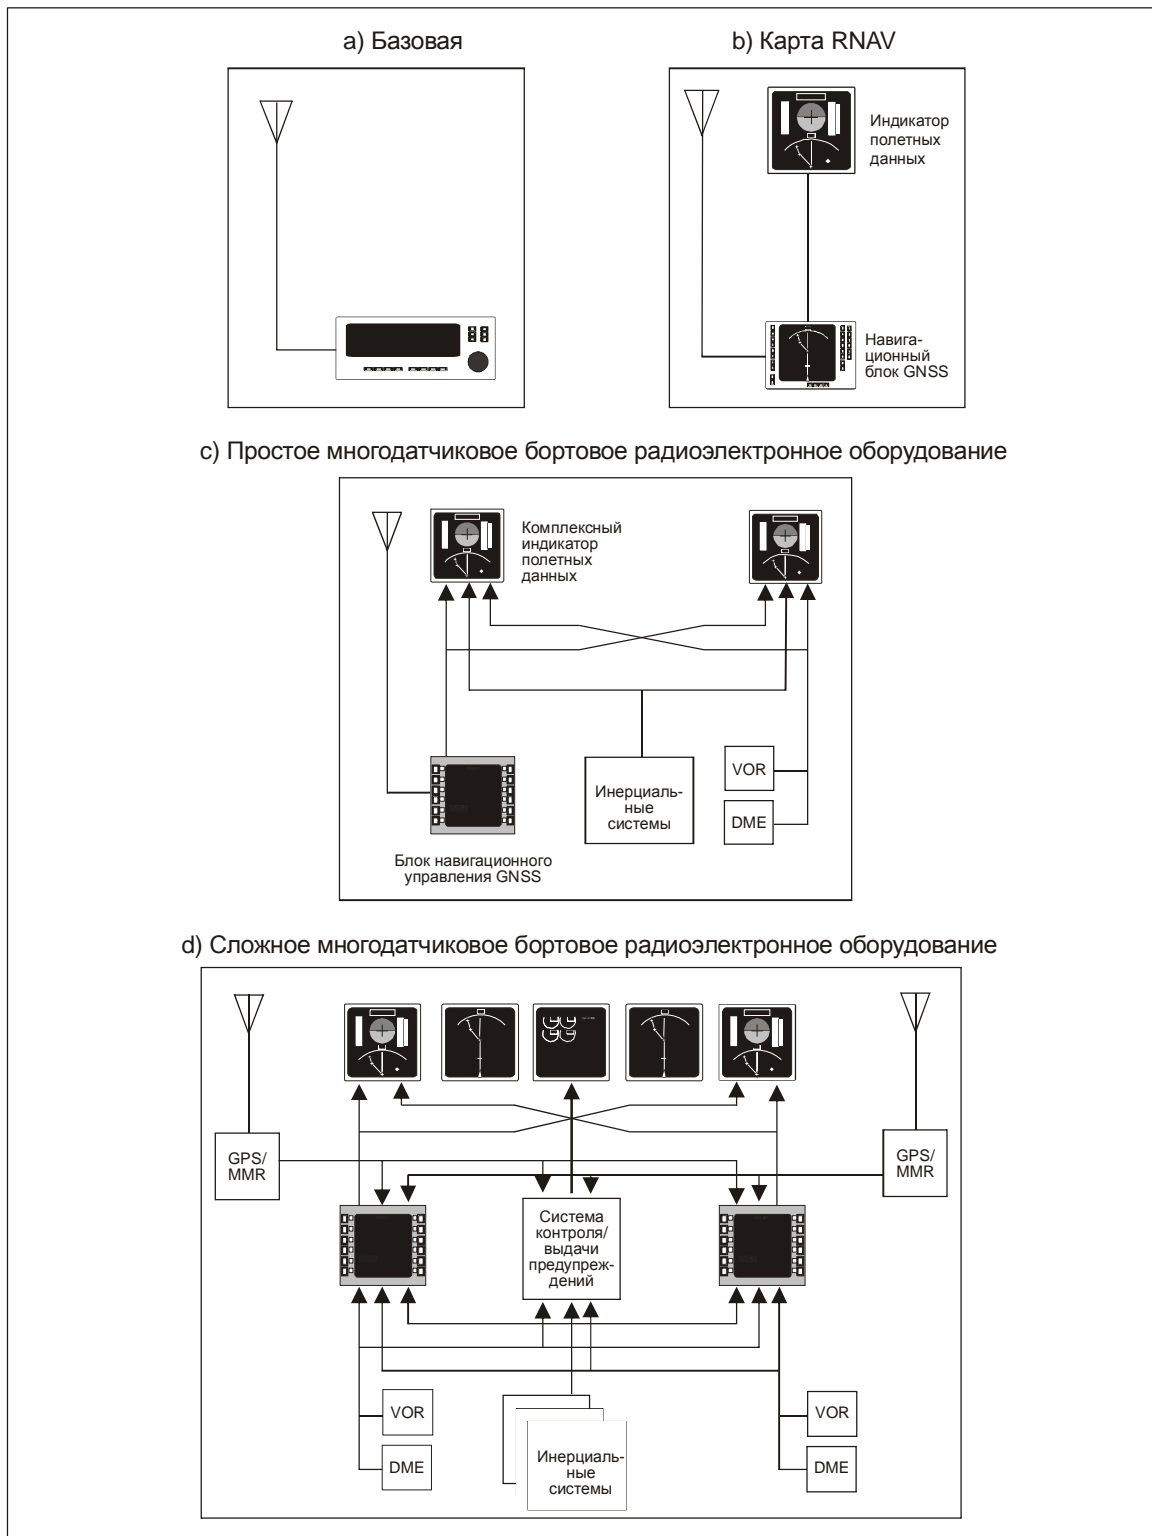 а) Базовая
b) Карта RNAV
Индикатор
полетных
данных
Навига-
ционный
блок GNSS
c) Простое многодатчиковое бортовое радиоэлектронное оборудование
Комплексный
индикатор
полетных
данных
VOR
Инерциаль-
ные
системы
DME
Блок навигационного
управления GNSS
d) Сложное многодатчиковое бортовое радиоэлектронное оборудование
GPS/
MMR
GPS/
MMR
Система
контроля/
выдачи
предупреж-
дений
VOR
VOR
DME
Инерциаль-
ные
системы
DME